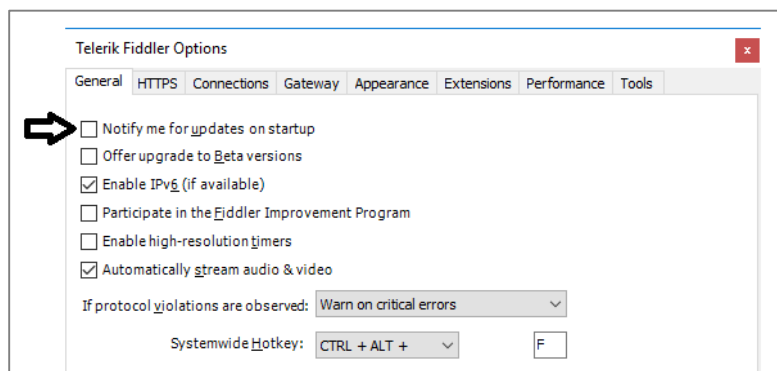 Telerik Fiddler Options
x
General HTTPS Connections Gateway Appearance Extensions Performance Tools
Notify me for updates on startup
Offer upgrade to Beta versions
Enable IPv6 (if available)
Participate in the Fiddler Improvement Program
Enable high-resolution timers
Automatically stream audio & video
If protocol violations are observed: Warn on critical errors
Systemwide Hotkey: CTRL + ALT + F